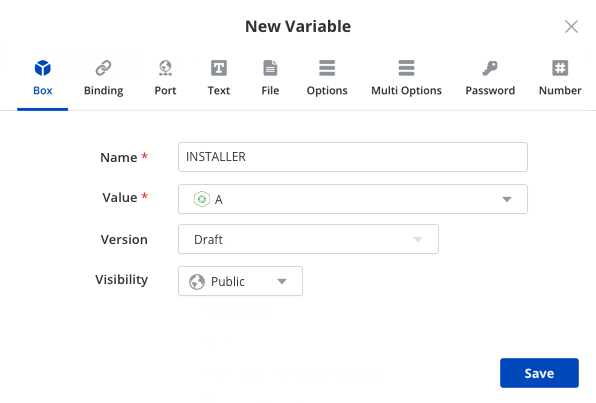 New Variable
Box Binding Port Text File Options Multi Options Password Number
Name * INSTALLER
Value * A
Version Draft
Visibility Public
Save